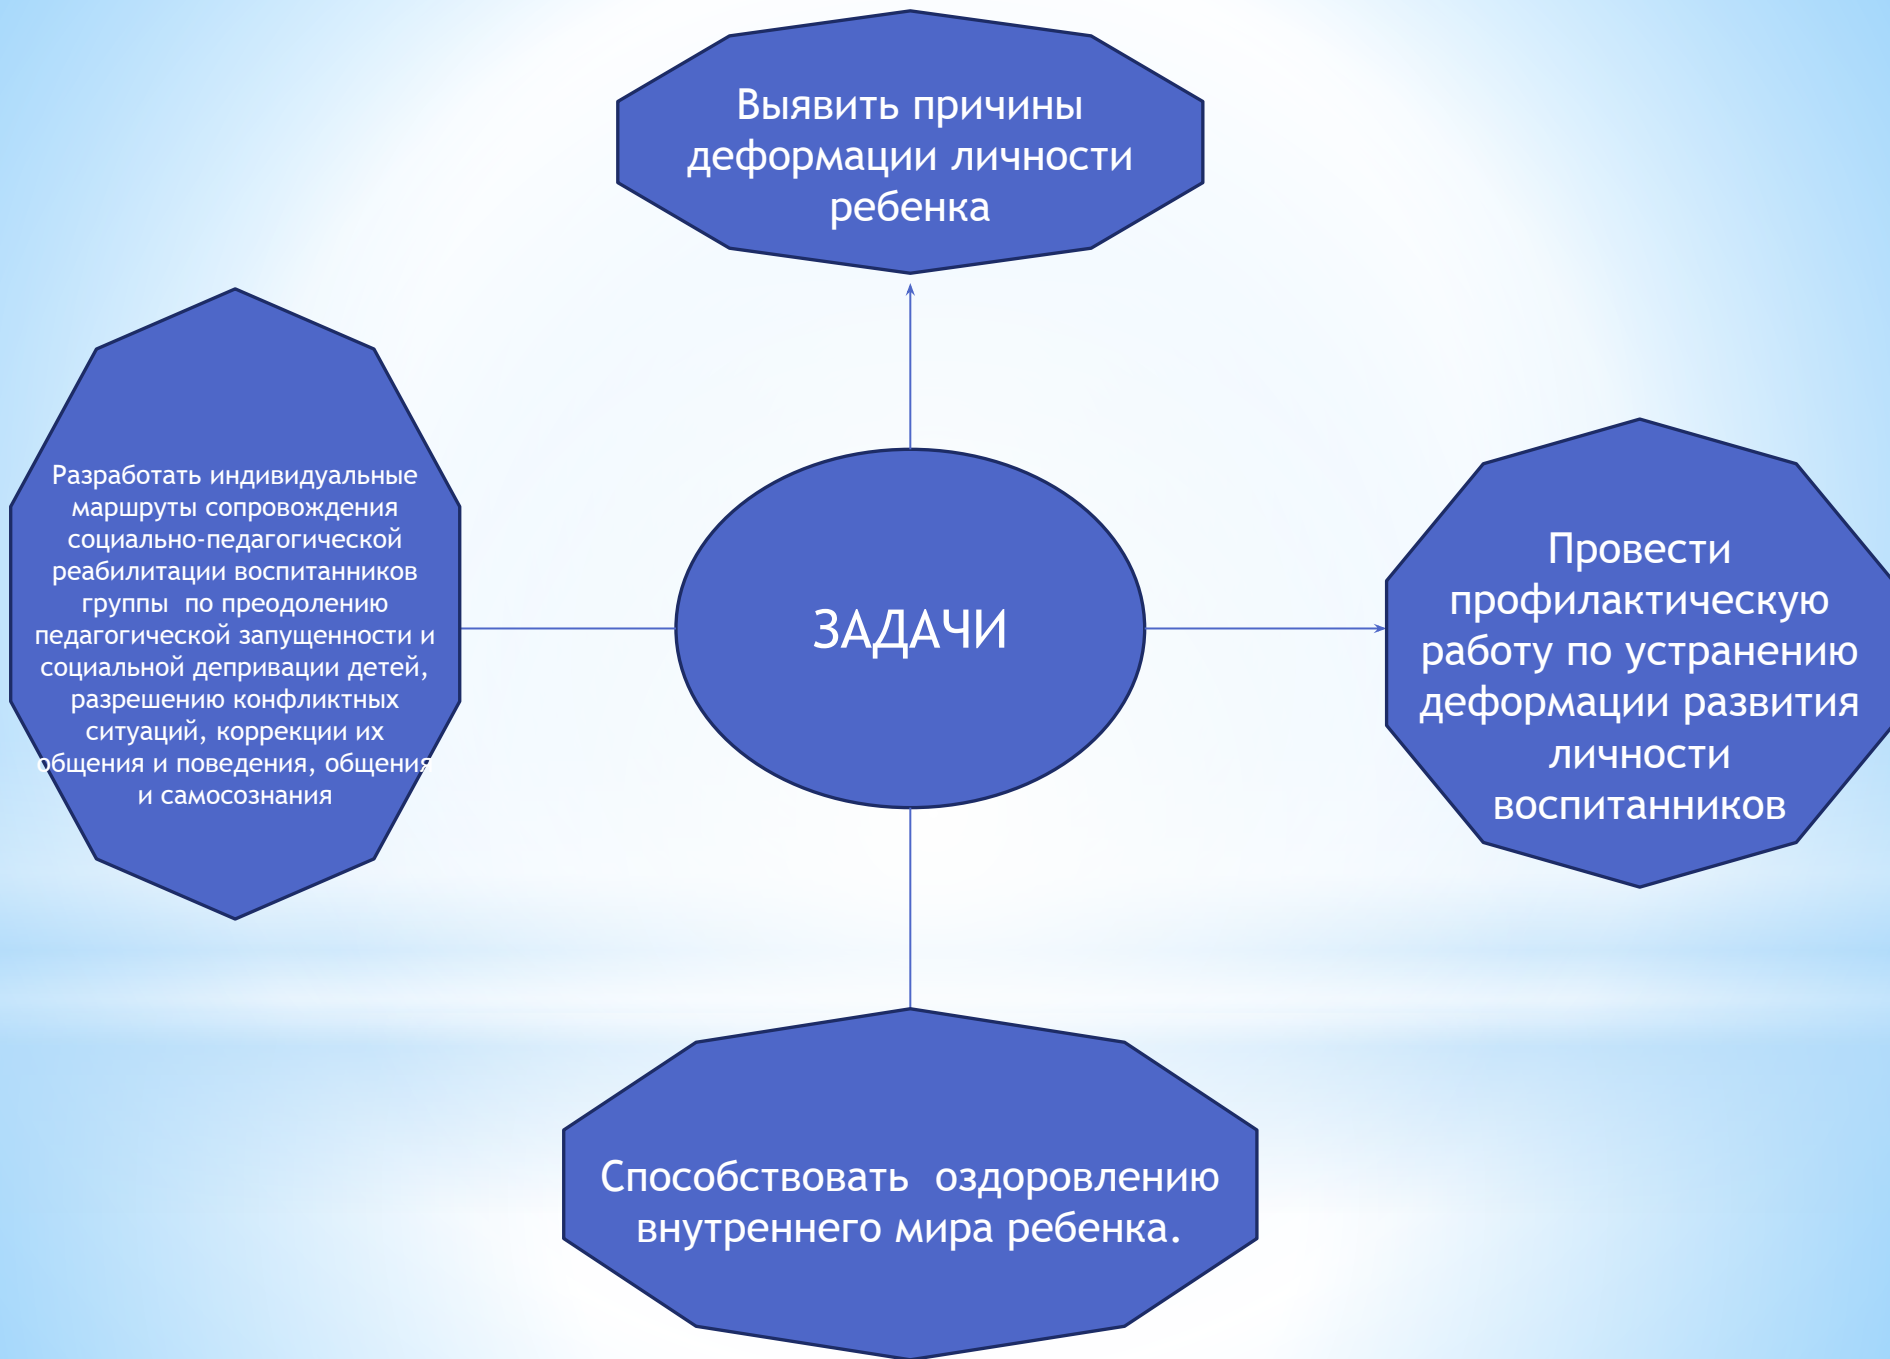 Выявить причины
деформации личности
ребенка
Разработать индивидуальные
маршруты сопровождения
социально-педагогической
реабилитации воспитанников
группы  по преодолению
педагогической запущенности и
социальной депривации детей,
разрешению конфликтных
ситуаций, коррекции их
общения и поведения, общения
и самосознания
ЗАДАЧИ
Провести
профилактическую
работу по устранению
деформации развития
личности
воспитанников
Способствовать  оздоровлению
внутреннего мира ребенка.